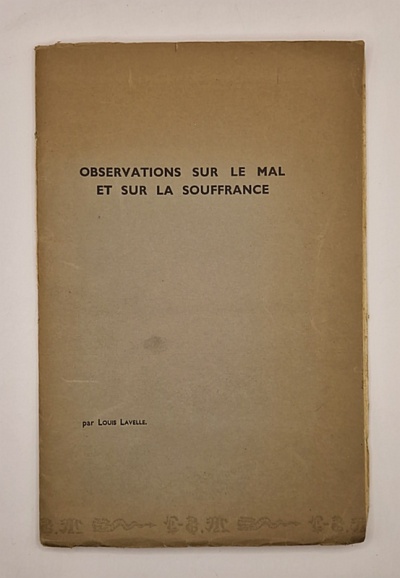 OBSERVATIONS SUR LE MAL
ET SUR LA SOUFFRANCE
par Louis Lavelle.